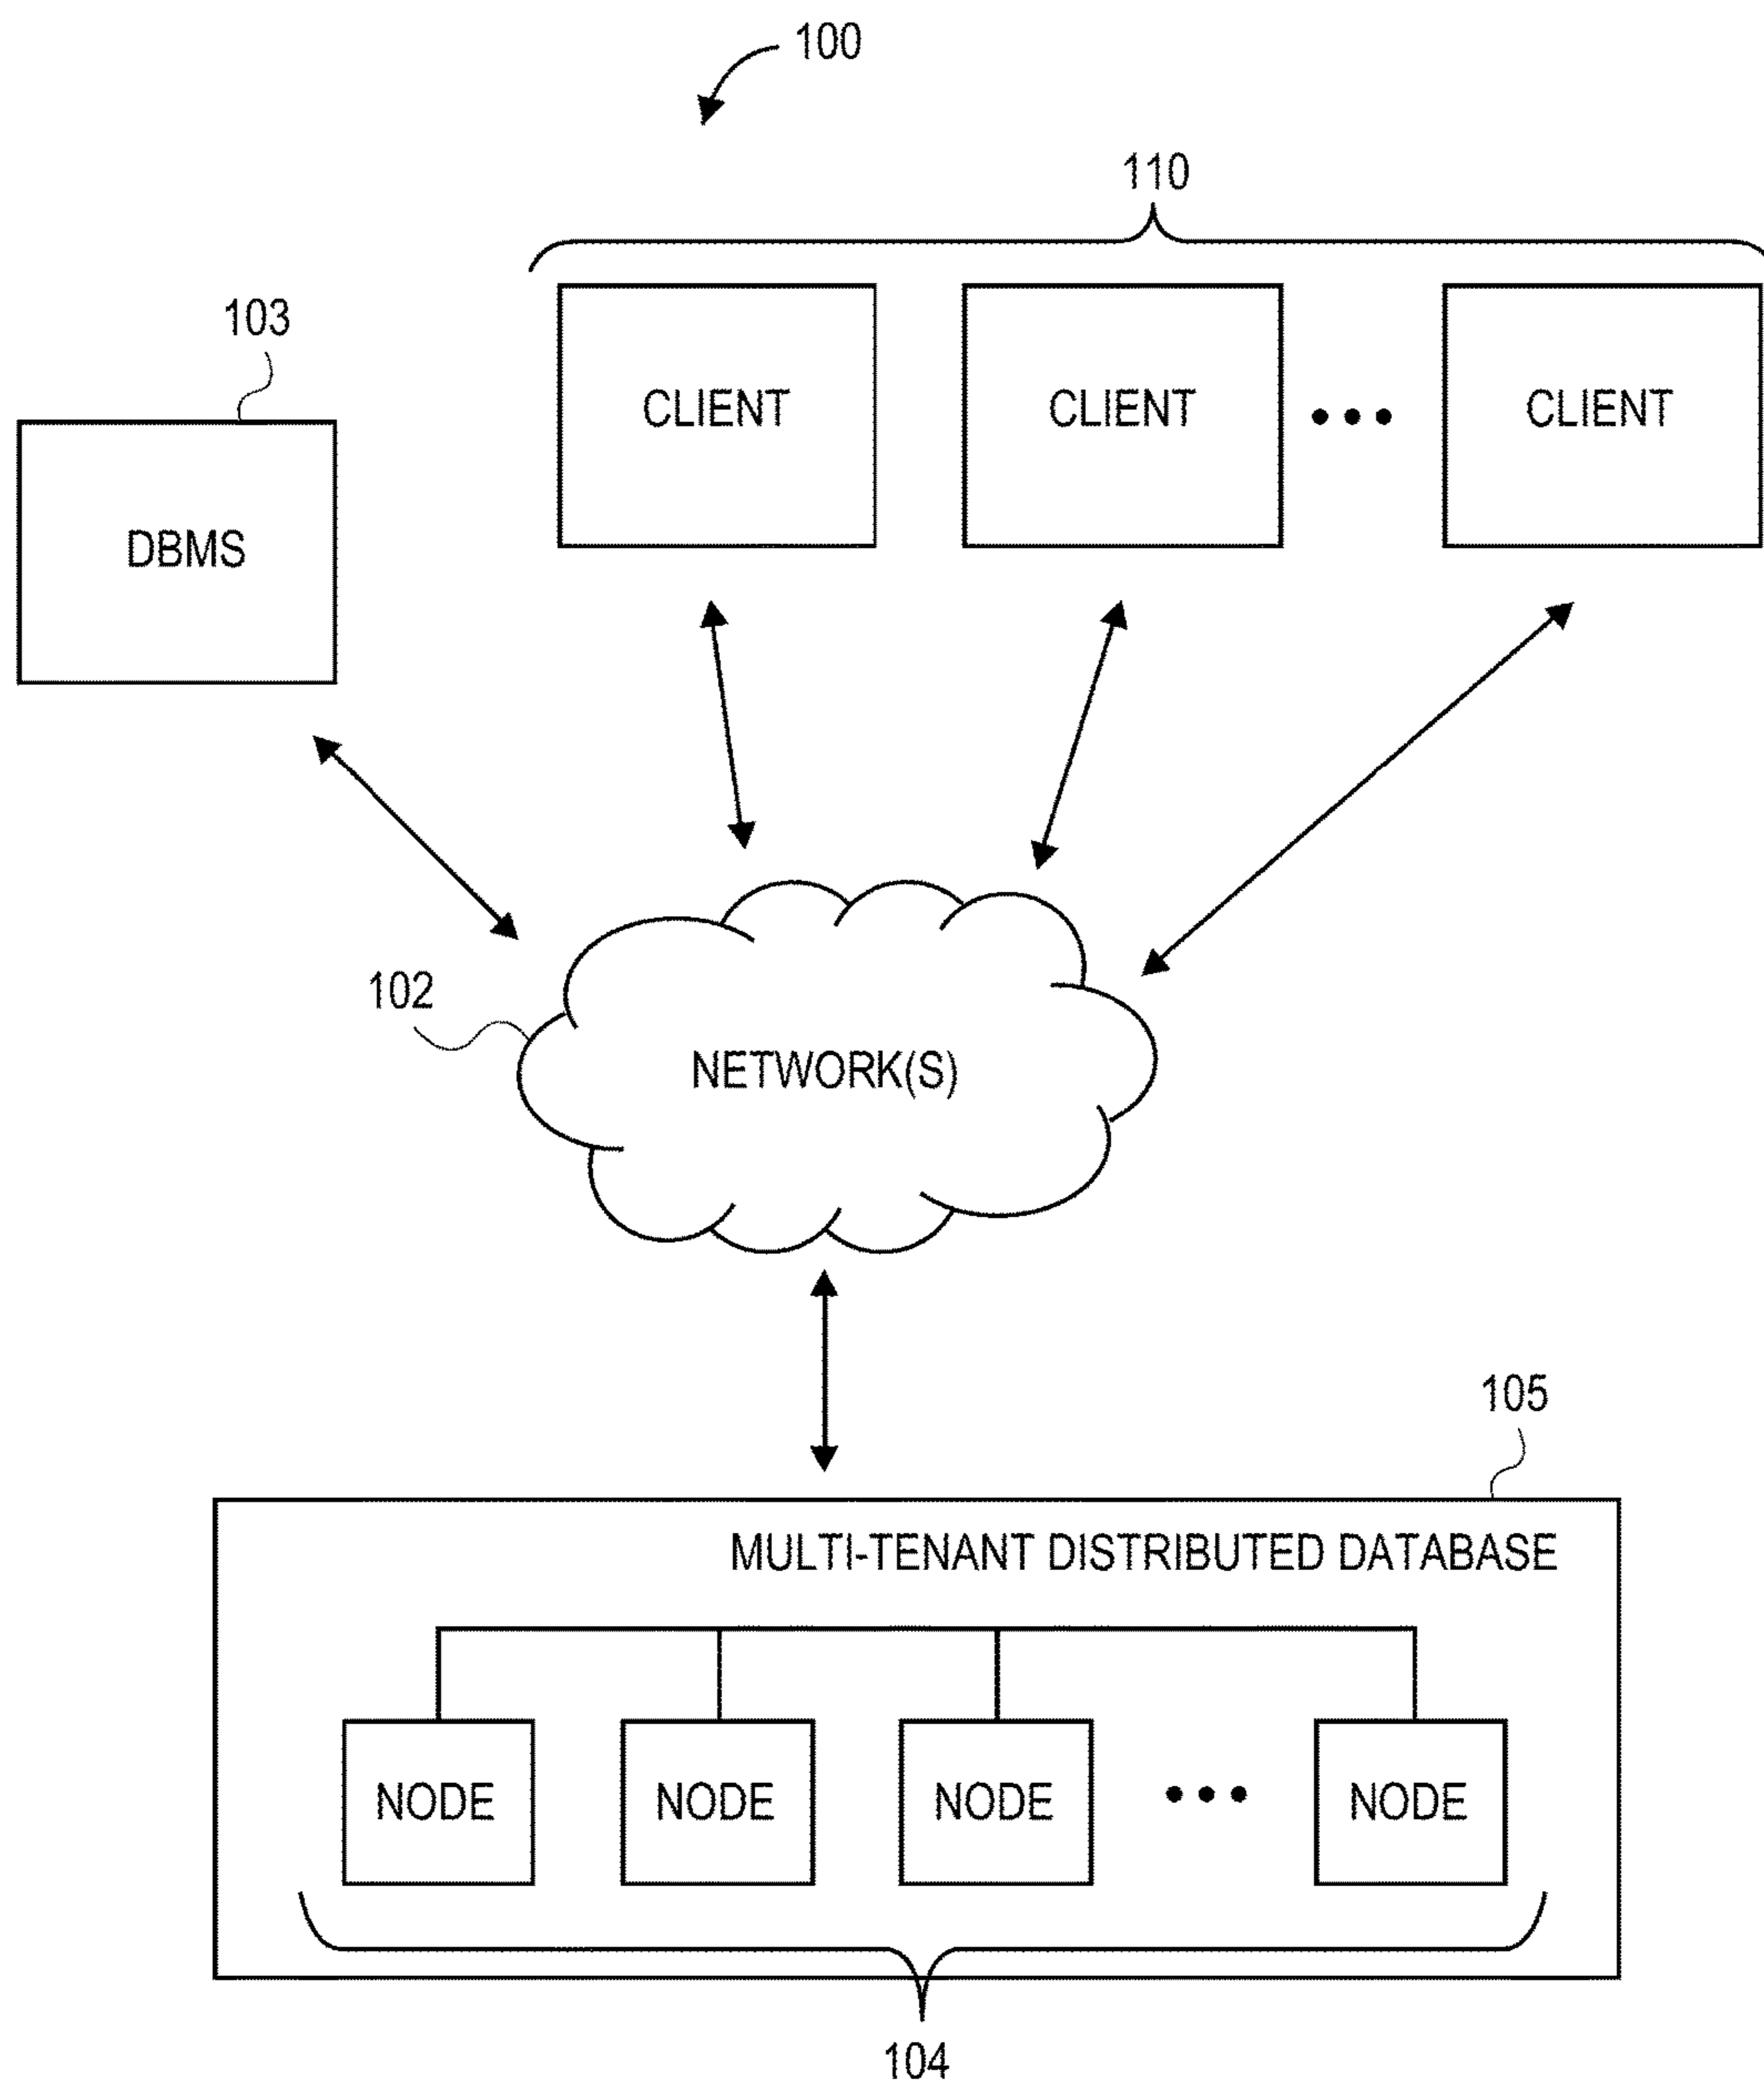 100
110
103
CLIENT
CLIENT
CLIENT
DBMS
102
NETWORK(S)
105
MULTI-TENANT DISTRIBUTED DATABASE
NODE
NODE
NODE
NODE
104